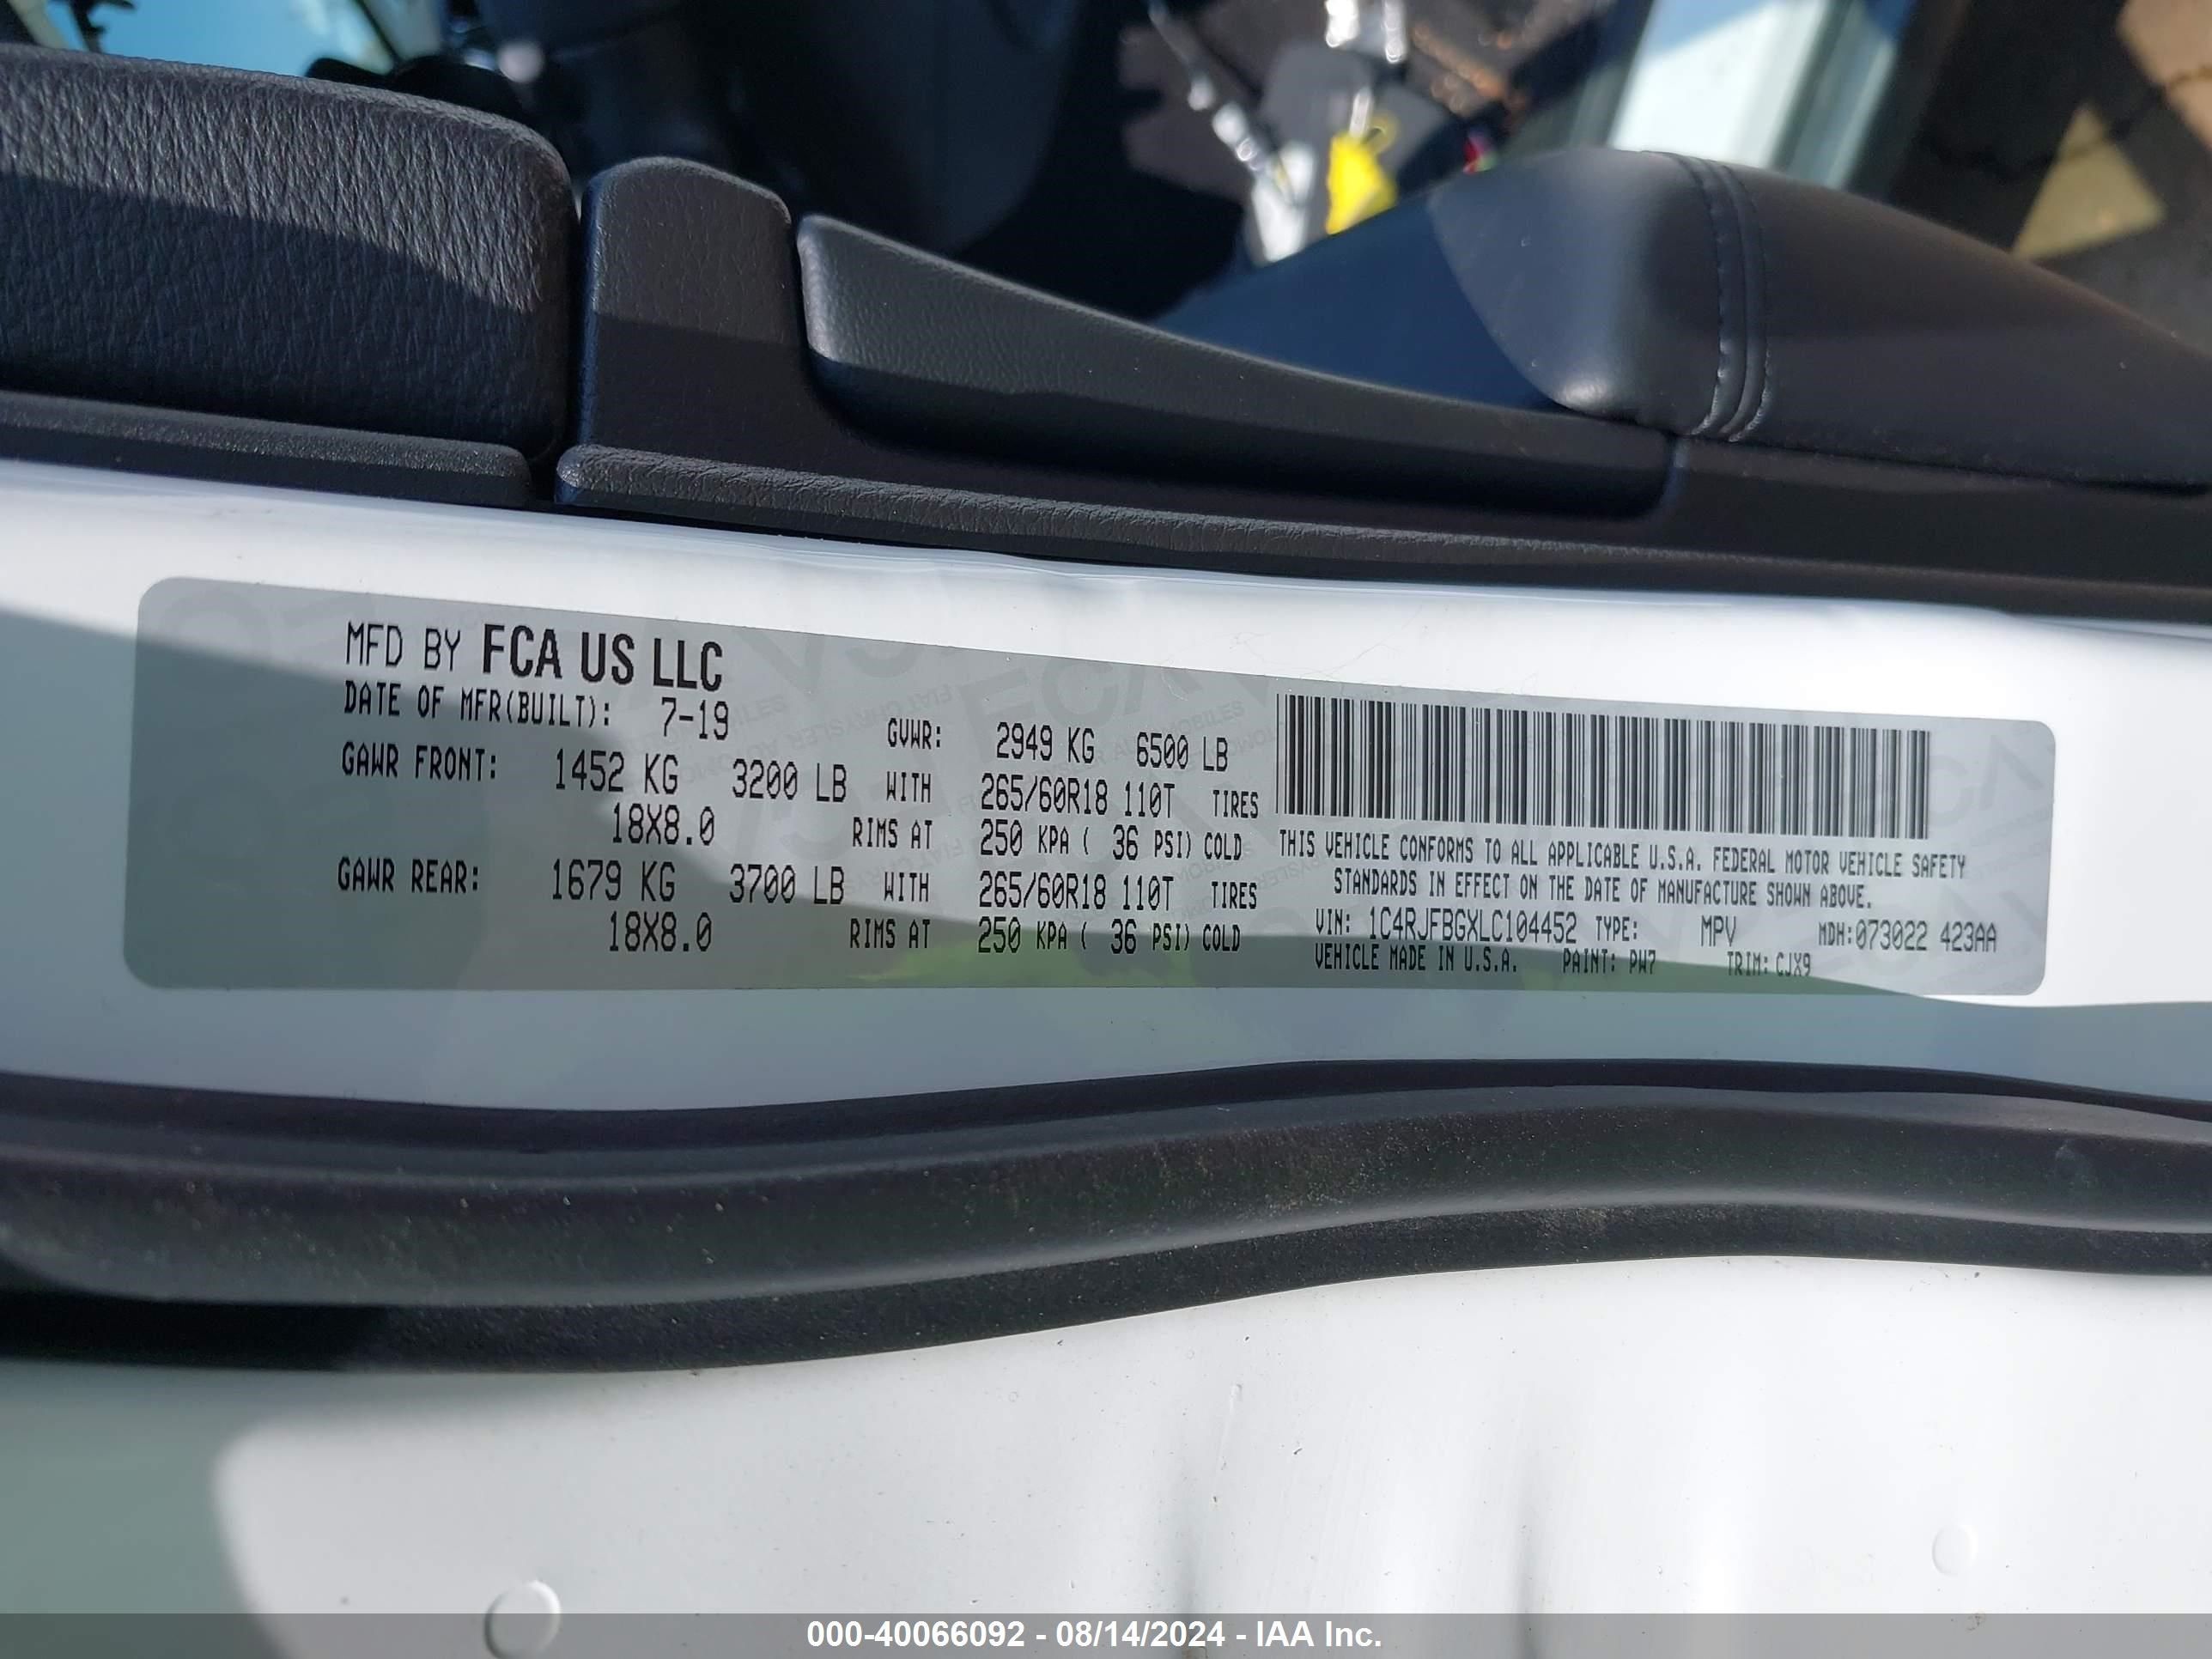 MFD BY FCA US LLC
DATE OF MFR(BUILT): 7-19 GVWR: 2949 KG 6500 LB
GAWR FRONT: 1452 KG 3200 LB WITH 265/60R18 110T TIRES
18X8.0 RIMS AT 250 KPA ( 36 PSI) COLD
GAWR REAR: 1679 KG 3700 LB WITH 265/60R18 110T TIRES
18X8.0 RIMS AT 250 KPA ( 36 PSI) COLD
THIS VEHICLE CONFORMS TO ALL APPLICABLE U.S.A. FEDERAL MOTOR VEHICLE SAFETY
STANDARDS IN EFFECT ON THE DATE OF MANUFACTURE SHOWN ABOVE.
VIN: 1C4RJFBGXLC104452 TYPE: MPV MDH:073022 423AA
VEHICLE MADE IN U.S.A. PAINT: PW7 TRIM: CJX9
000-40066092 - 08/14/2024 - IAA Inc.